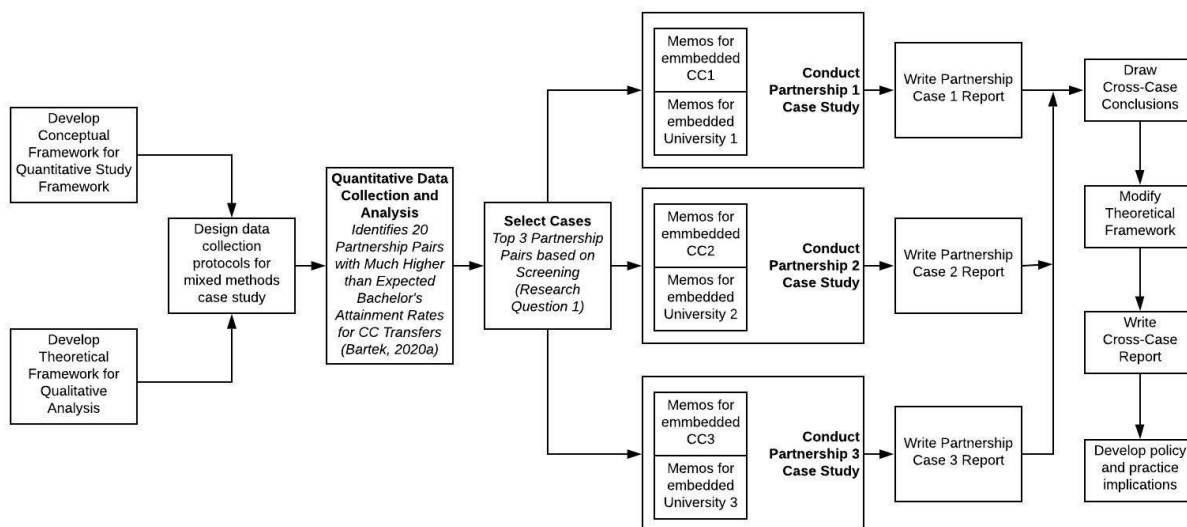 Develop
Conceptual
Framework for
Quantitative Study
Framework
Develop
Theoretical
Framework for
Qualitative
Analysis
Design data
collection
protocols for
mixed methods
case study
Quantitative Data
Collection and
Analysis
Identifies 20
Partnership Pairs
with Much Higher
than Expected
Bachelor's
Attainment Rates
for CC Transfers
(Bartek, 2020a)
Select Cases
Top 3 Partnership
Pairs based on
Screening
(Research
Question 1)
Memos for
emmbedded
CC1
Memos for
embedded
University 1
Conduct
Partnership 1
Case Study
Write Partnership
Case 1 Report
Memos for
emmbedded
CC2
Memos for
embedded
University 2
Conduct
Partnership 2
Case Study
Write Partnership
Case 2 Report
Memos for
emmbedded
CC3
Memos for
embedded
University 3
Conduct
Partnership 3
Case Study
Write Partnership
Case 3 Report
Draw
Cross-Case
Conclusions
Modify
Theoretical
Framework
Write
Cross-Case
Report
Develop policy
and practice
implications